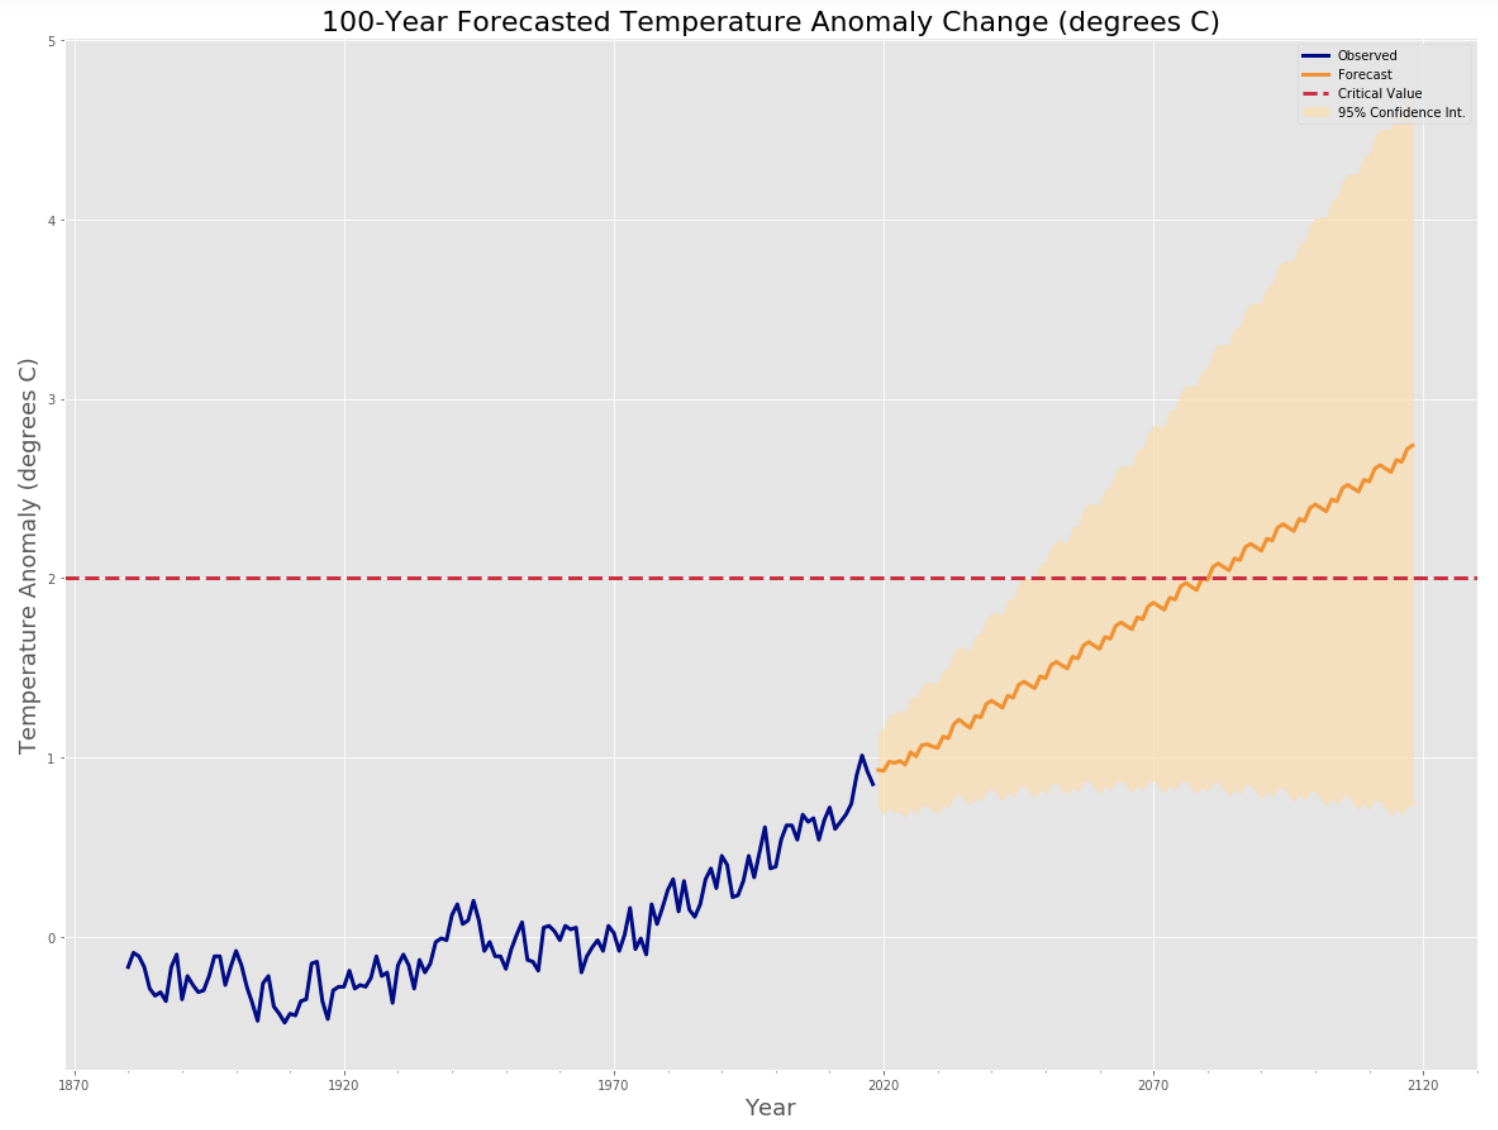 100-Year Forecasted Temperature Anomaly Change (degrees C)
Observed
Forecast
Critical Value
95% Confidence Int.
Temperature Anomaly (degrees C)
5
4
3
2
1
0
1870
1920
1970
2020
2070
2120
Year